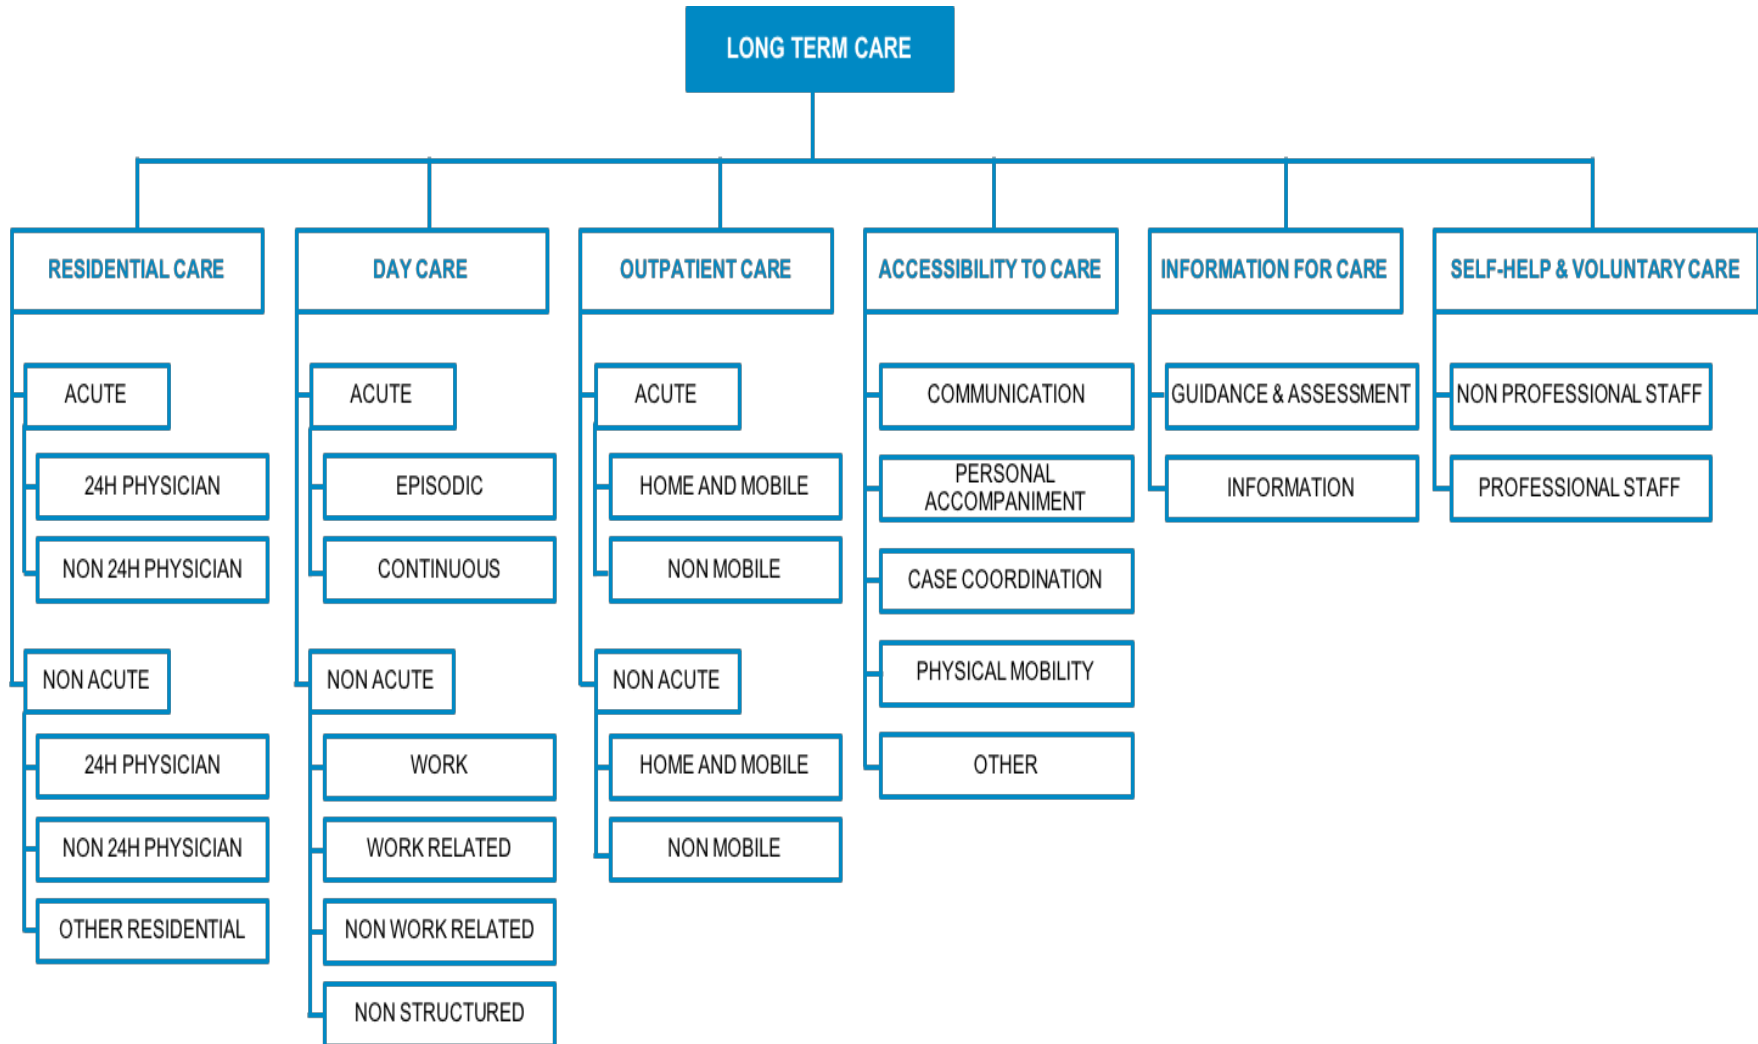 LONG TERM CARE
RESIDENTIAL CARE
ACUTE
24H PHYSICIAN
NON 24H PHYSICIAN
NON ACUTE
24H PHYSICIAN
NON 24H PHYSICIAN
OTHER RESIDENTIAL
DAY CARE
ACUTE
EPISODIC
CONTINUOUS
NON ACUTE
WORK
WORK RELATED
NON WORK RELATED
NON STRUCTURED
OUTPATIENT CARE
ACUTE
HOME AND MOBILE
NON MOBILE
NON ACUTE
HOME AND MOBILE
NON MOBILE
ACCESSIBILITY TO CARE
COMMUNICATION
PERSONAL
ACCOMPANIMENT
CASE COORDINATION
PHYSICAL MOBILITY
OTHER
INFORMATION FOR CARE
GUIDANCE & ASSESSMENT
INFORMATION
SELF-HELP & VOLUNTARY CARE
NON PROFESSIONAL STAFF
PROFESSIONAL STAFF